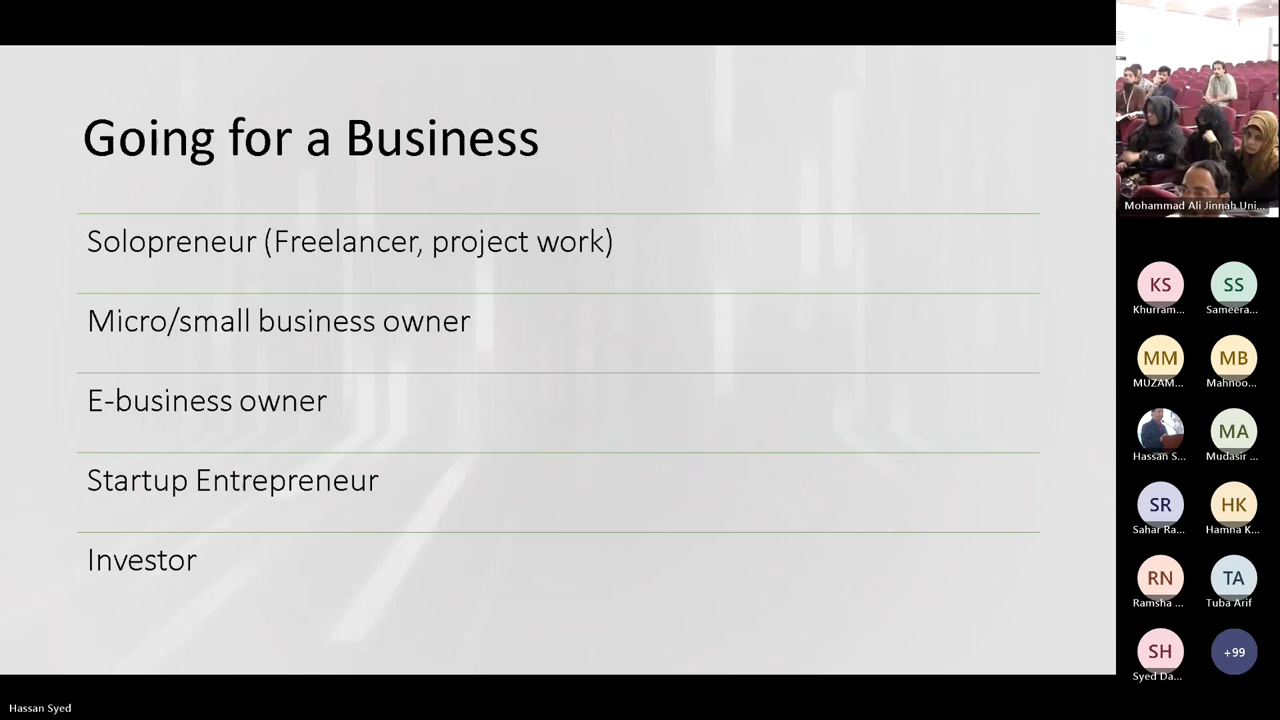 Going for a Business
Solopreneur (Freelancer, project work)
Micro/small business owner
E-business owner
Startup Entrepreneur
Investor
Mohammad Ali Jinnah Uni...
KS
Khurram...
SS
Sameera...
MM
MUZAM...
MB
Mahnoo...
Hassan S...
MA
Mudasir ...
SR
Sahar Ra...
HK
Hamna K...
RN
Ramsha ...
TA
Tuba Arif
SH
Syed Da...
+99
Hassan Syed